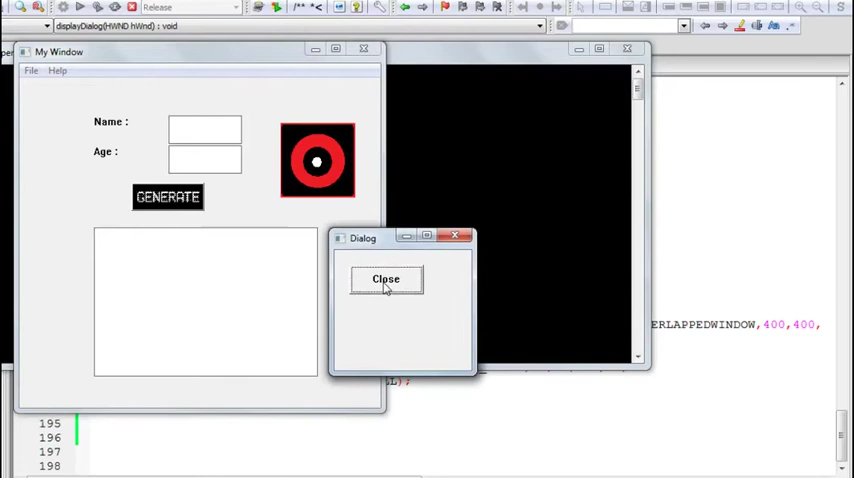 Release
/** *<
displayDialog(HWND hWnd) : void
My Window
File Help
Name :
Age :
GENERATE
Dialog
Close
ERLAPPEDWINDOW,400,400,
LL);
195
196
197
198